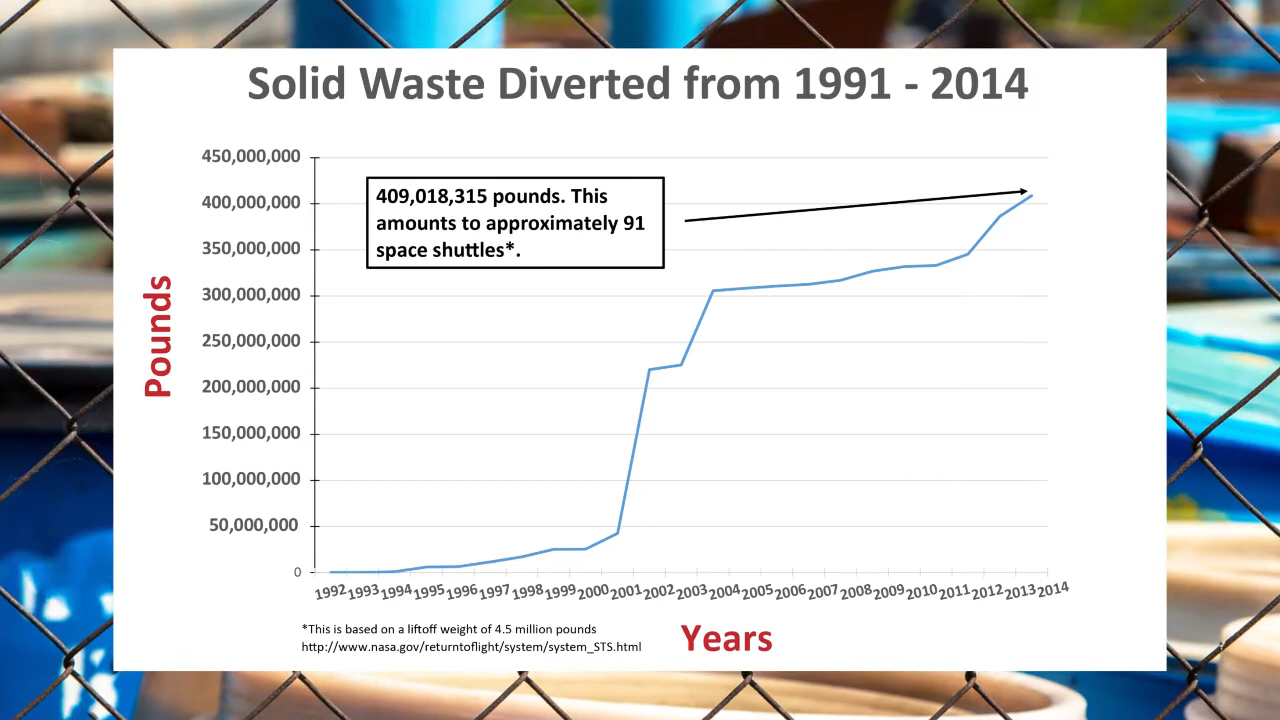 Solid Waste Diverted from 1991 - 2014
450,000,000
400,000,000
350,000,000
300,000,000
250,000,000
200,000,000
150,000,000
100,000,000
50,000,000
0
409,018,315 pounds. This
amounts to approximately 91
space shuttles*.
Pounds
1992 1993 1994 1995 1996 1997 1998 1999 2000 2001 2002 2003 2004 2005 2006 2007 2008 2009 2010 2011 2012 2013 2014
*This is based on a liftoff weight of 4.5 million pounds
http://www.nasa.gov/returntoflight/system/system_STS.html
Years